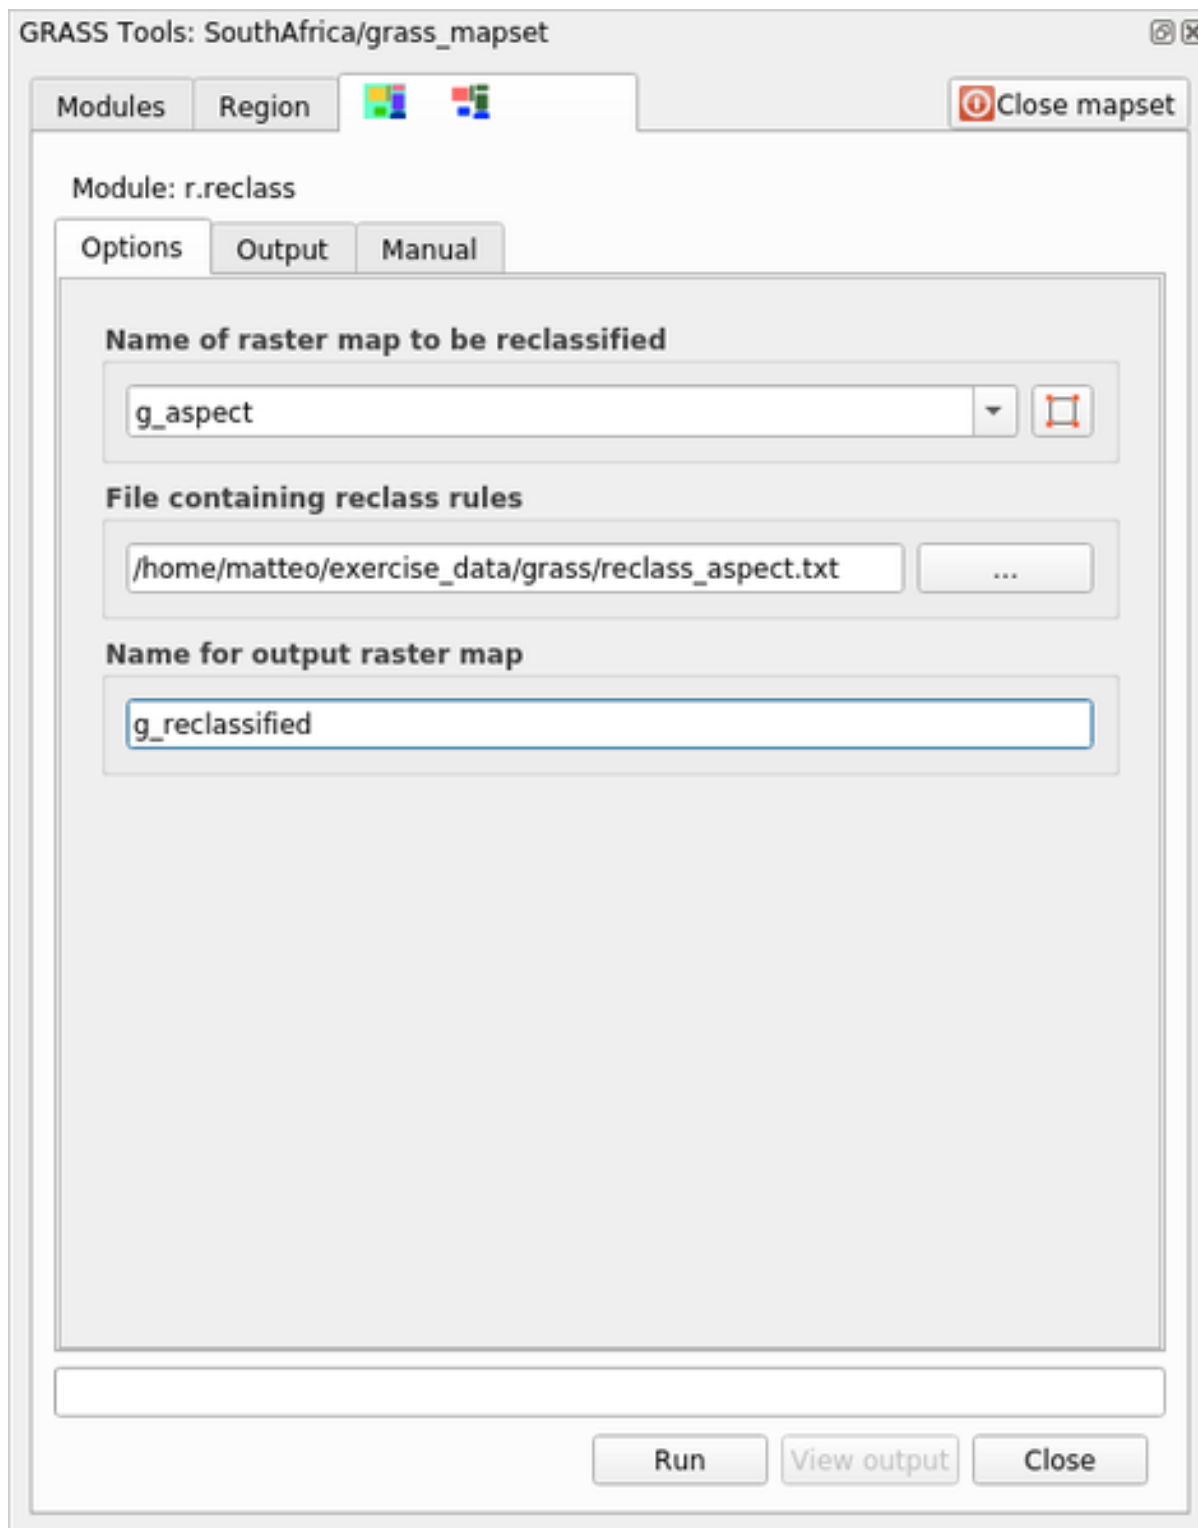 GRASS Tools: SouthAfrica/grass_mapset
Modules Region Close mapset
Module: r.reclass
Options Output Manual
Name of raster map to be reclassified
g_aspect
File containing reclass rules
/home/matteo/exercise_data/grass/reclass_aspect.txt ...
Name for output raster map
g_reclassified
Run View output Close